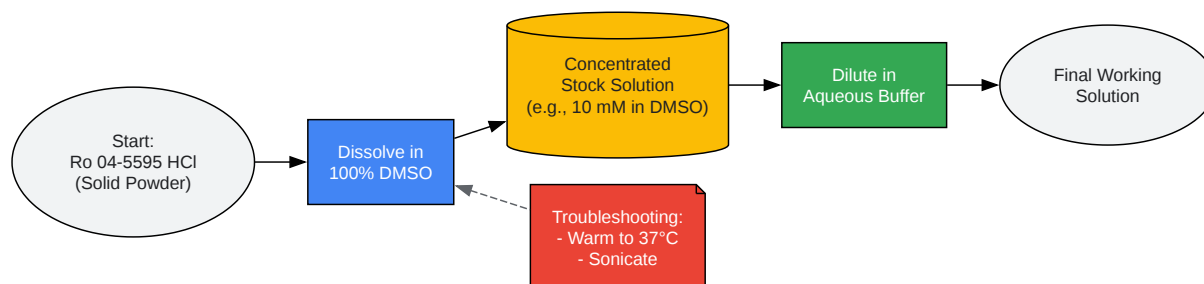 Start:
Ro 04-5595 HCl
(Solid Powder)
Dissolve in
100% DMSO
Concentrated
Stock Solution
(e.g., 10 mM in DMSO)
Troubleshooting:
- Warm to 37°C
- Sonicate
Dilute in
Aqueous Buffer
Final Working
Solution